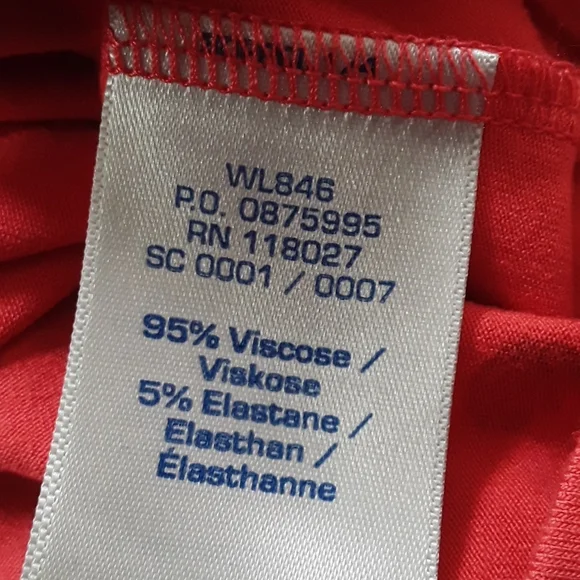 WL846
P.O. 0875995
RN 118027
SC 0001 / 0007
95% Viscose /
Viskose
5% Elastane /
Elasthan /
Élasthanne